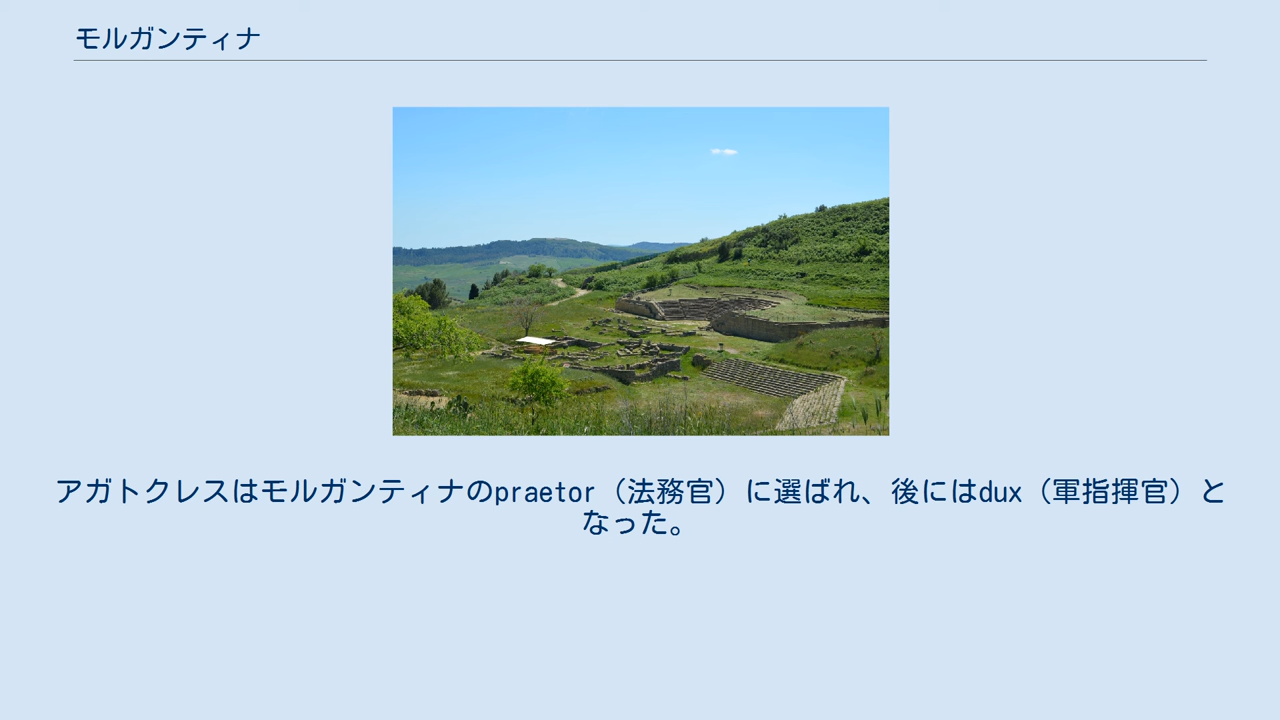 モルガンティナ
アガトクレスはモルガンティナのpraetor（法務官）に選ばれ、後にはdux（軍指揮官）と
なった。